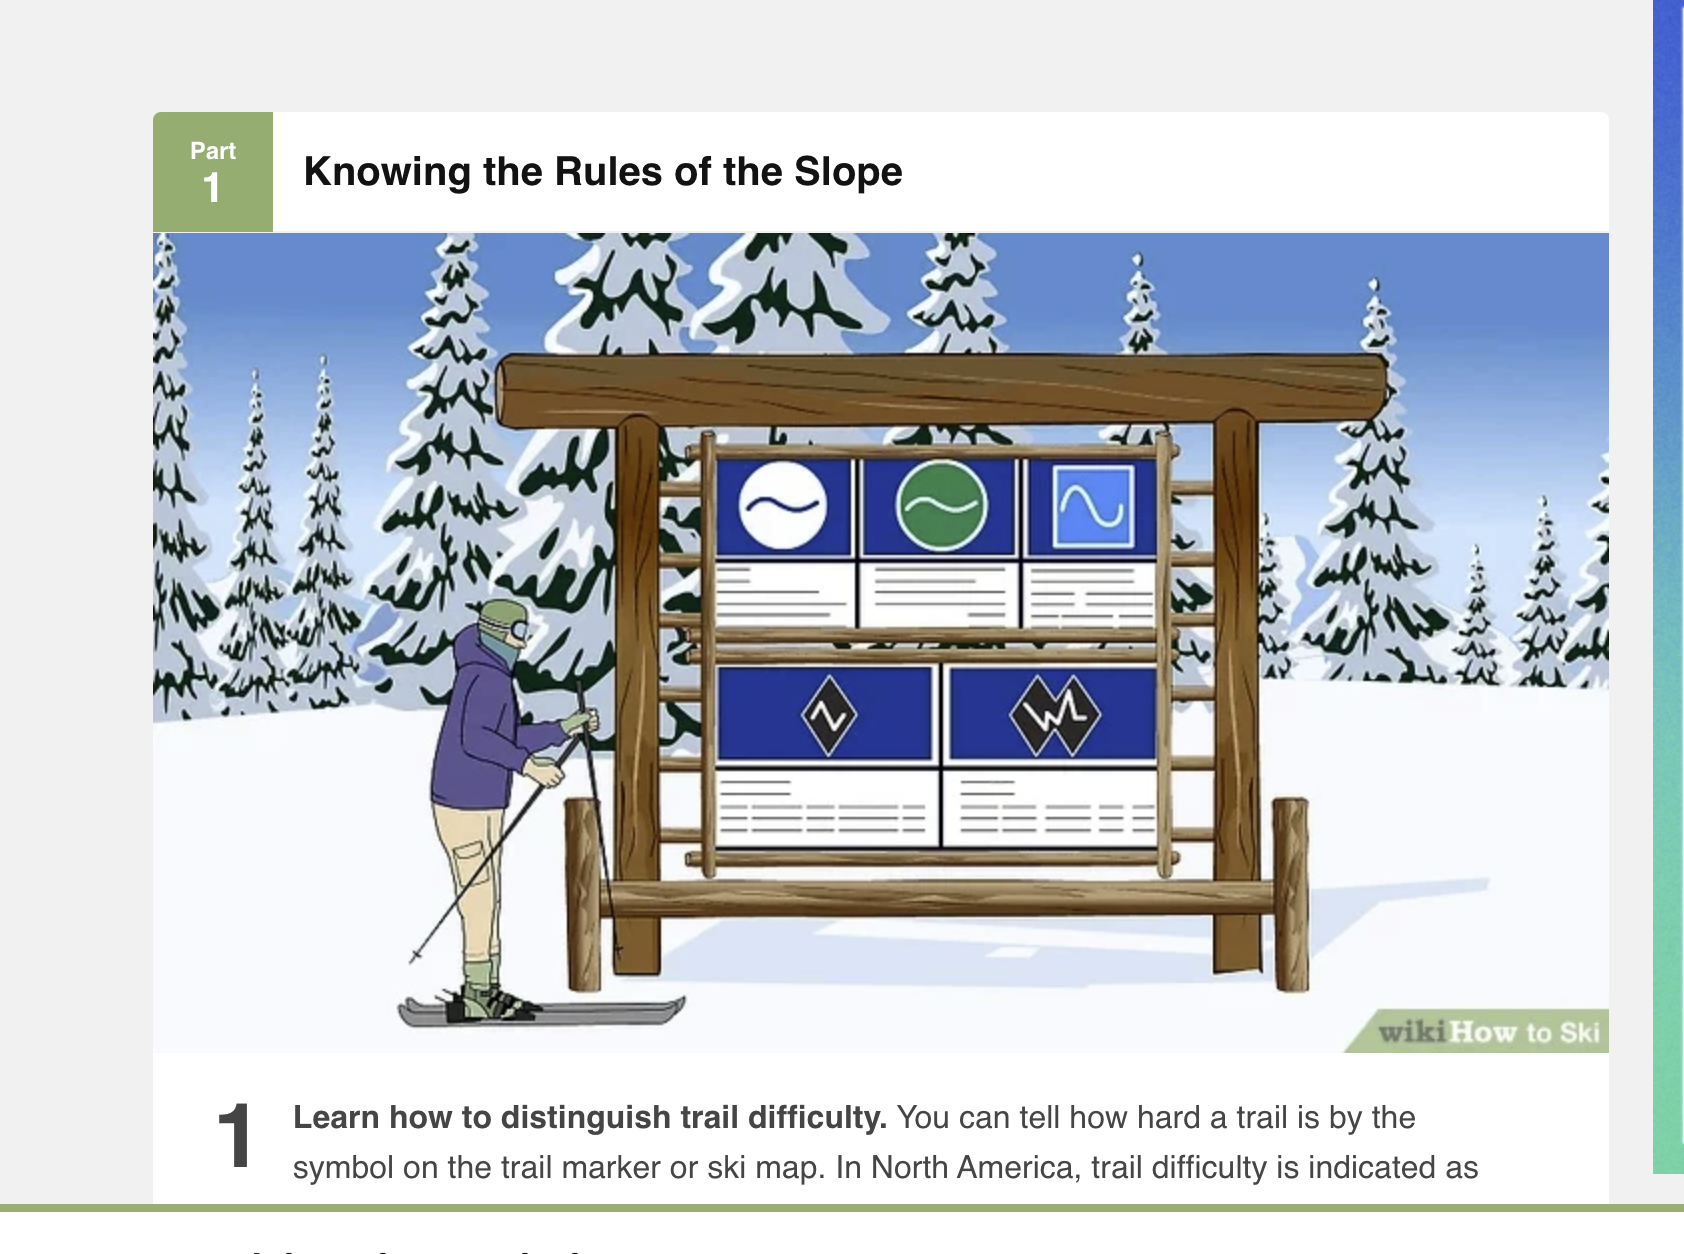 Part
1
Knowing the Rules of the Slope
wikiHow to Ski
1
Learn how to distinguish trail difficulty. You can tell how hard a trail is by the
symbol on the trail marker or ski map. In North America, trail difficulty is indicated as